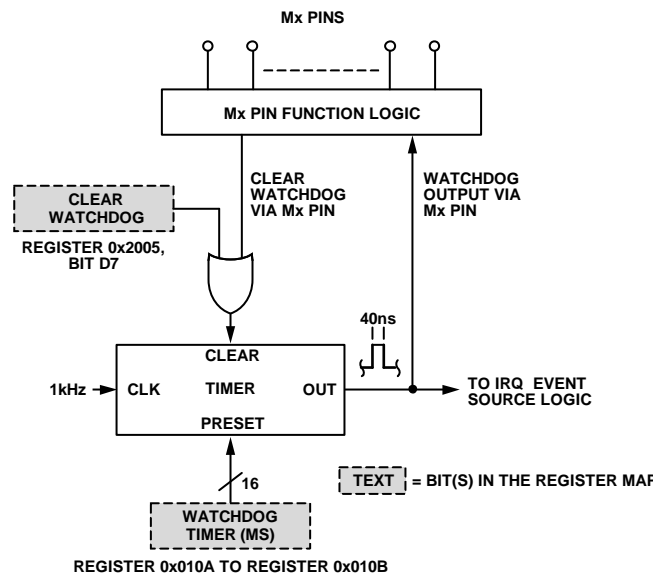 Mx PINS
Mx PIN FUNCTION LOGIC
CLEAR
WATCHDOG
REGISTER 0x2005,
BIT D7
CLEAR
WATCHDOG
VIA Mx PIN
WATCHDOG
OUTPUT VIA
Mx PIN
40ns
1kHz
CLEAR
CLK
TIMER
OUT
PRESET
TO IRQ EVENT
SOURCE LOGIC
16
WATCHDOG
TIMER (MS)
REGISTER 0x010A TO REGISTER 0x010B
TEXT
= BIT(S) IN THE REGISTER MAP